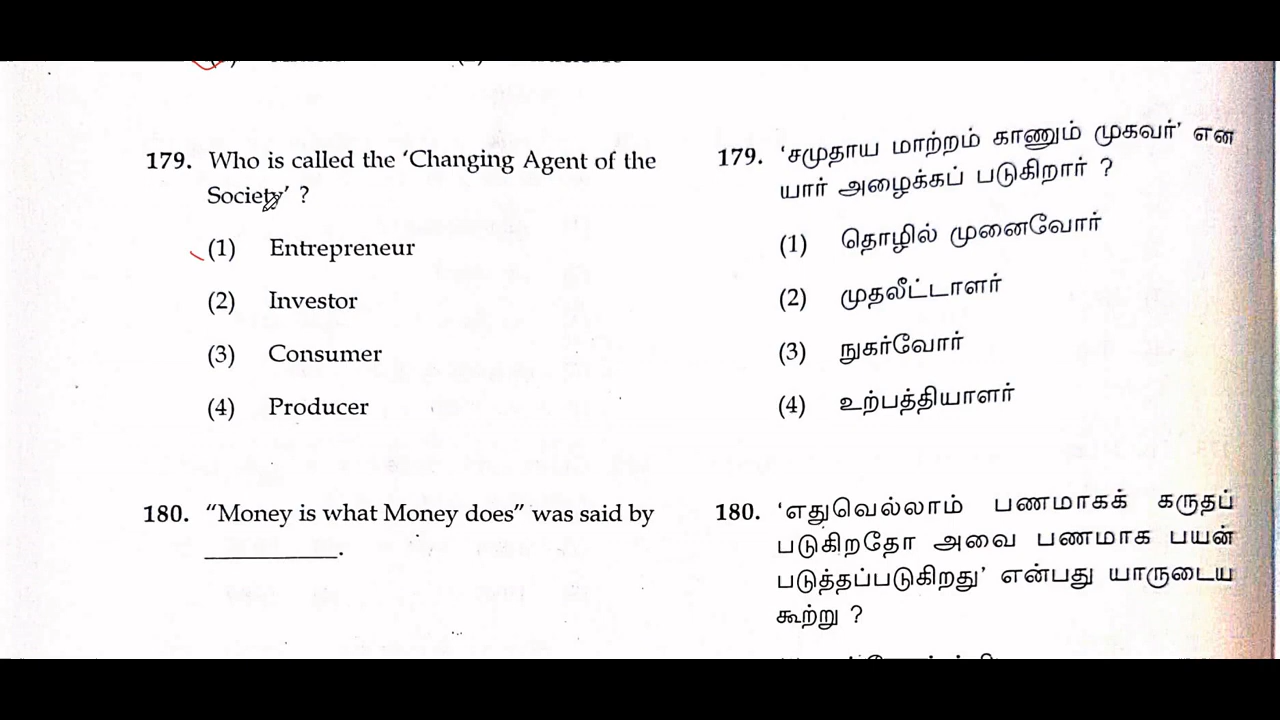 179. Who is called the ‘Changing Agent of the
Society’ ?
(1) Entrepreneur
(2) Investor
(3) Consumer
(4) Producer
180. “Money is what Money does” was said by
____________.
179. ‘சமுதாய மாற்றம் காணும் முகவர்’ என
யார் அழைக்கப் படுகிறார் ?
(1) தொழில் முனைவோர்
(2) முதலீட்டாளர்
(3) நுகர்வோர்
(4) உற்பத்தியாளர்
180. ‘எதுவெல்லாம் பணமாகக் கருதப்
படுகிறதோ அவை பணமாக பயன்
படுத்தப்படுகிறது’ என்பது யாருடைய
கூற்று ?